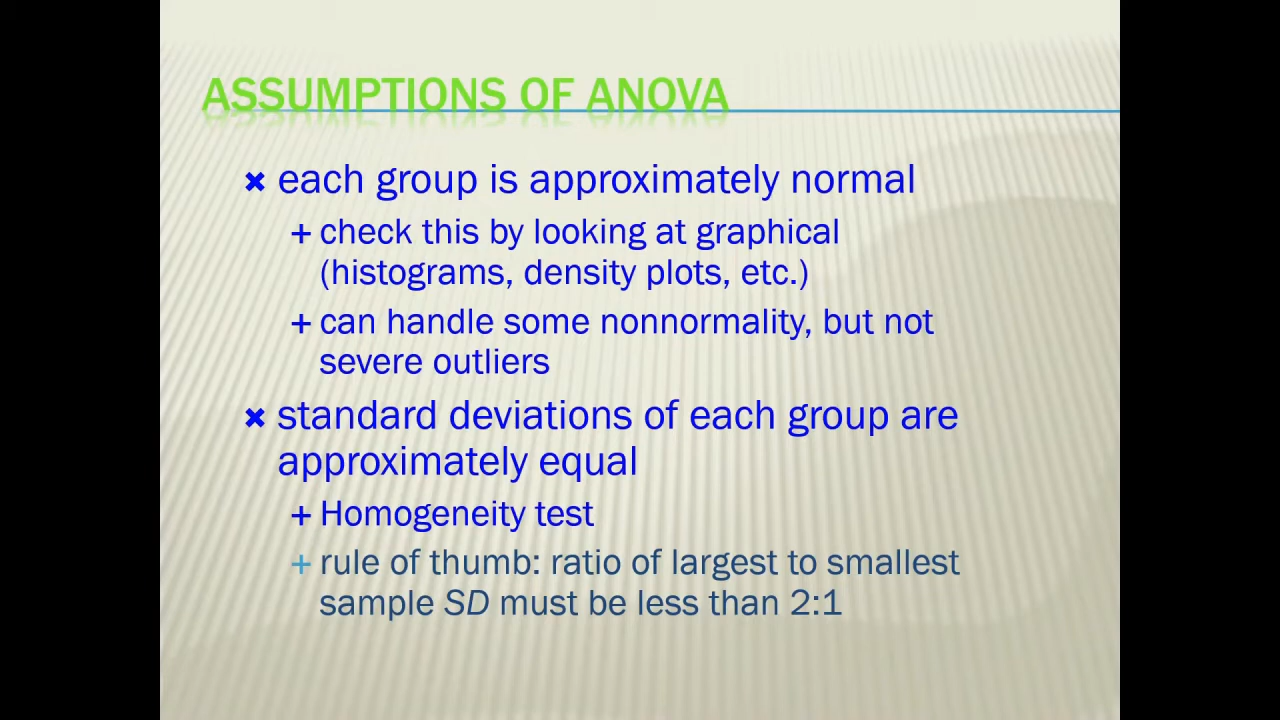 ASSUMPTIONS OF ANOVA
each group is approximately normal
check this by looking at graphical
(histograms, density plots, etc.)
can handle some nonnormality, but not
severe outliers
standard deviations of each group are
approximately equal
Homogeneity test
rule of thumb: ratio of largest to smallest
sample SD must be less than 2:1